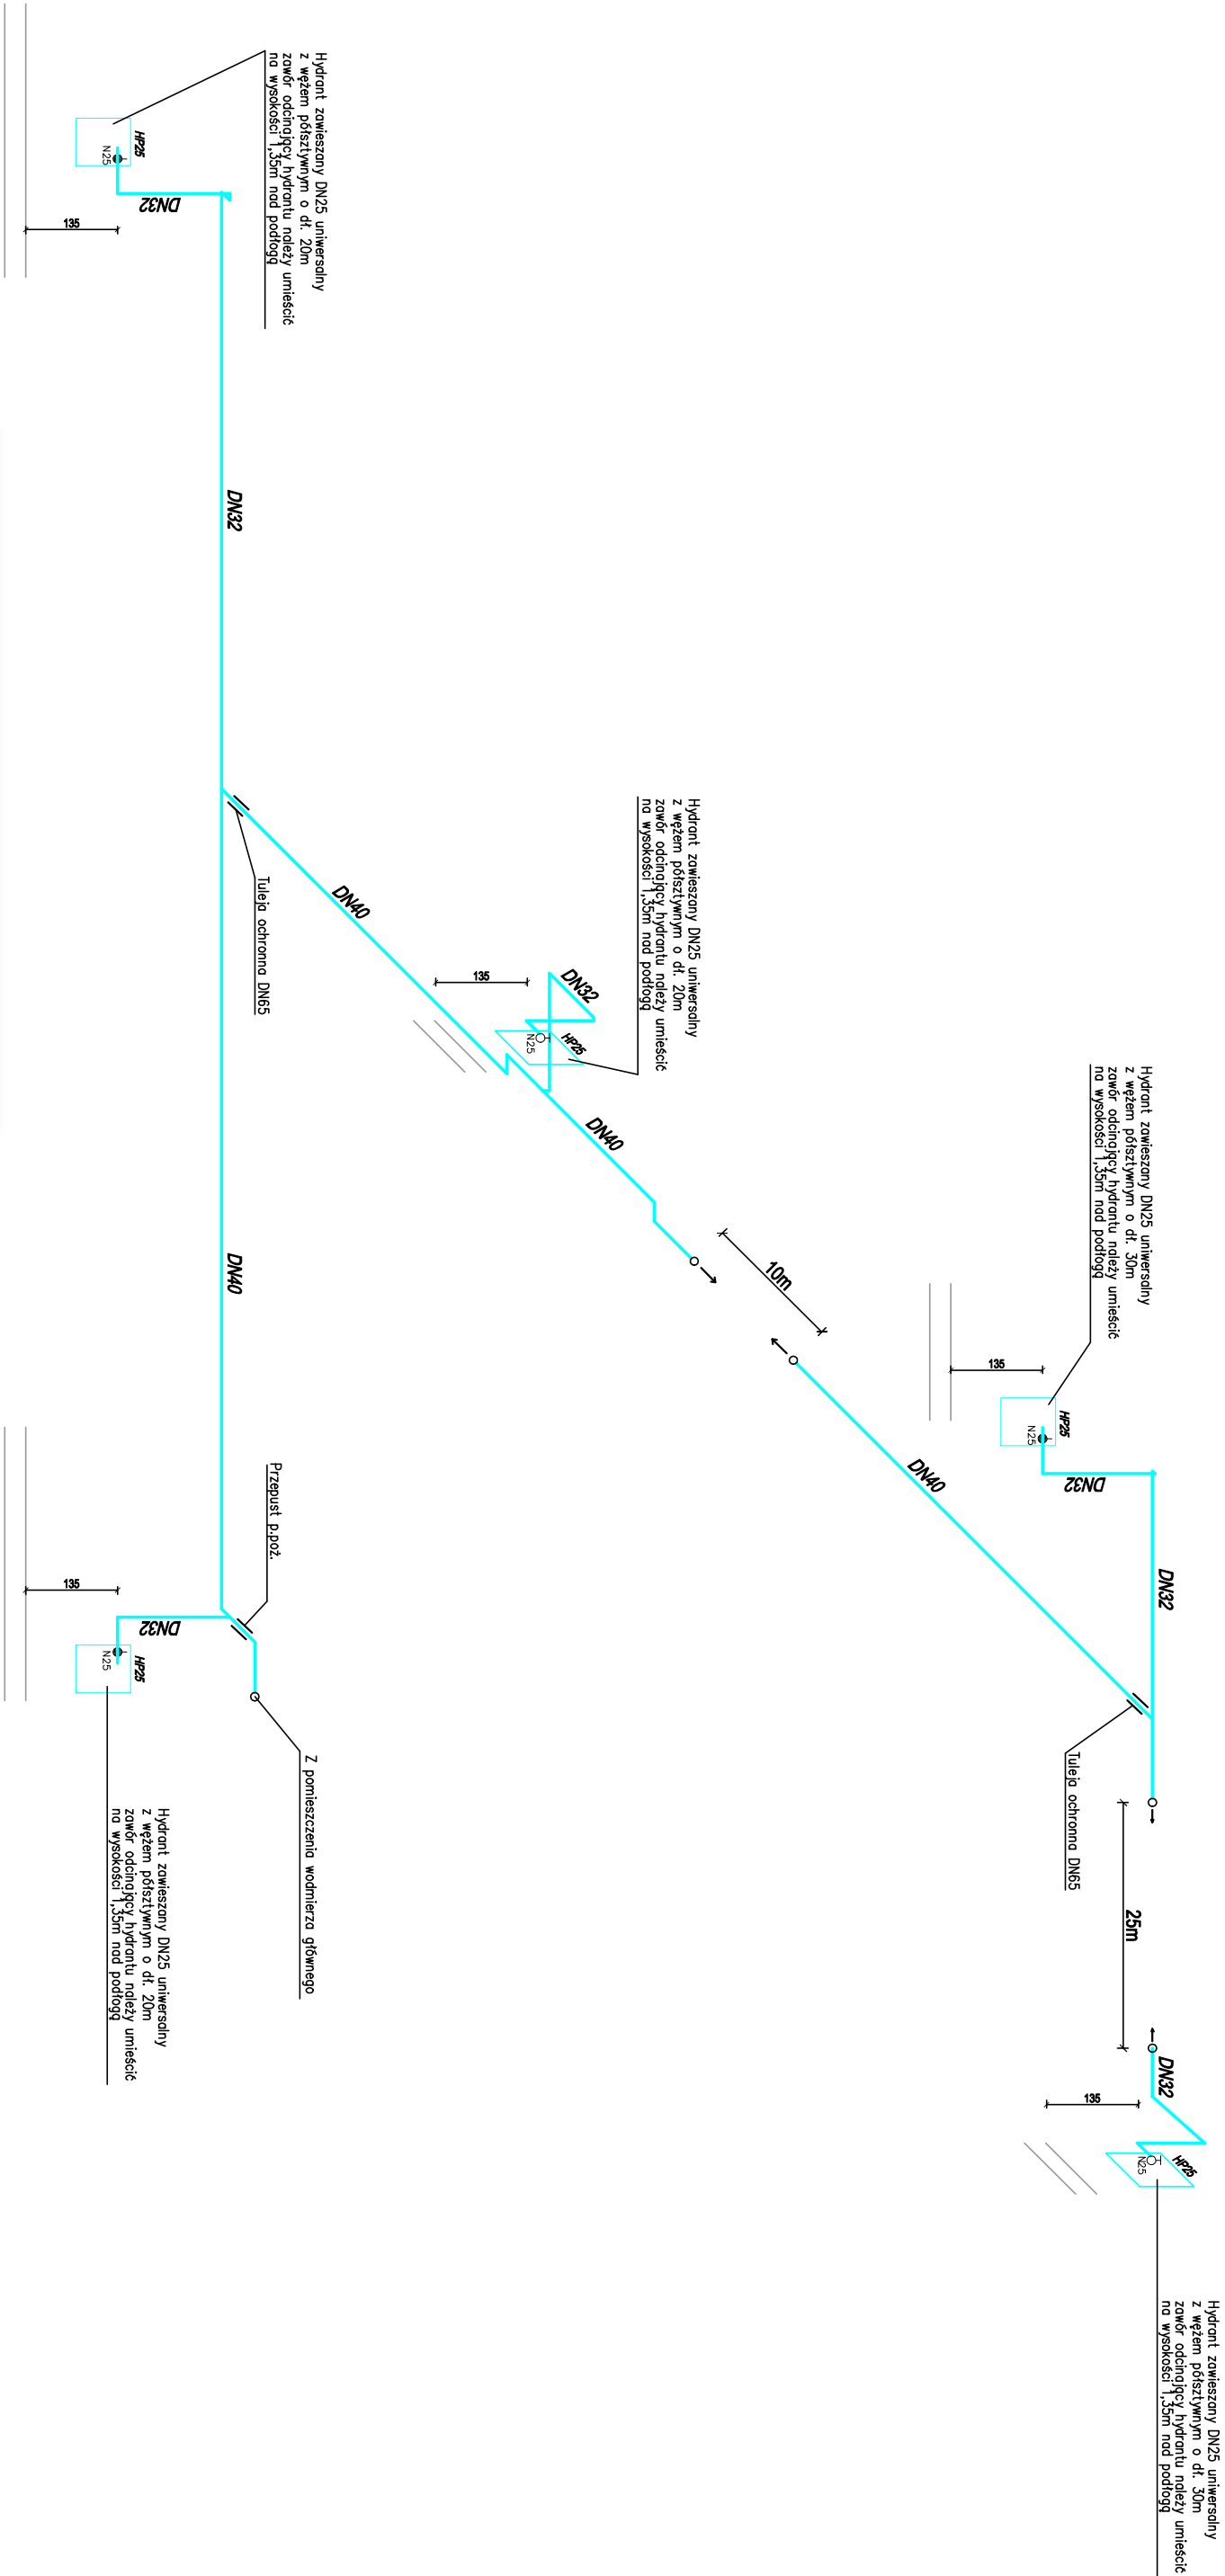 Hydrant zawieszany DN25 uniwersalny
z wężem półsztywnym o dł. 20m
zawór odcinający hydrantu należy umieścić
na wysokości 1,35m nad podłogą
HP25
N25
DN32
135
DN32
Tuleja ochronna DN65
DN40
Hydrant zawieszany DN25 uniwersalny
z wężem półsztywnym o dł. 20m
zawór odcinający hydrantu należy umieścić
na wysokości 1,35m nad podłogą
135
DN32
HP25
N25
DN40
10m
Hydrant zawieszany DN25 uniwersalny
z wężem półsztywnym o dł. 30m
zawór odcinający hydrantu należy umieścić
na wysokości 1,35m nad podłogą
135
HP25
N25
DN32
DN32
DN40
Tuleja ochronna DN65
25m
DN32
135
HP25
N25
Hydrant zawieszany DN25 uniwersalny
z wężem półsztywnym o dł. 30m
zawór odcinający hydrantu należy umieścić
na wysokości 1,35m nad podłogą
DN40
Przepust p.poż.
135
DN32
HP25
N25
Z pomieszczenia wodmierza głównego
Hydrant zawieszany DN25 uniwersalny
z wężem półsztywnym o dł. 20m
zawór odcinający hydrantu należy umieścić
na wysokości 1,35m nad podłogą